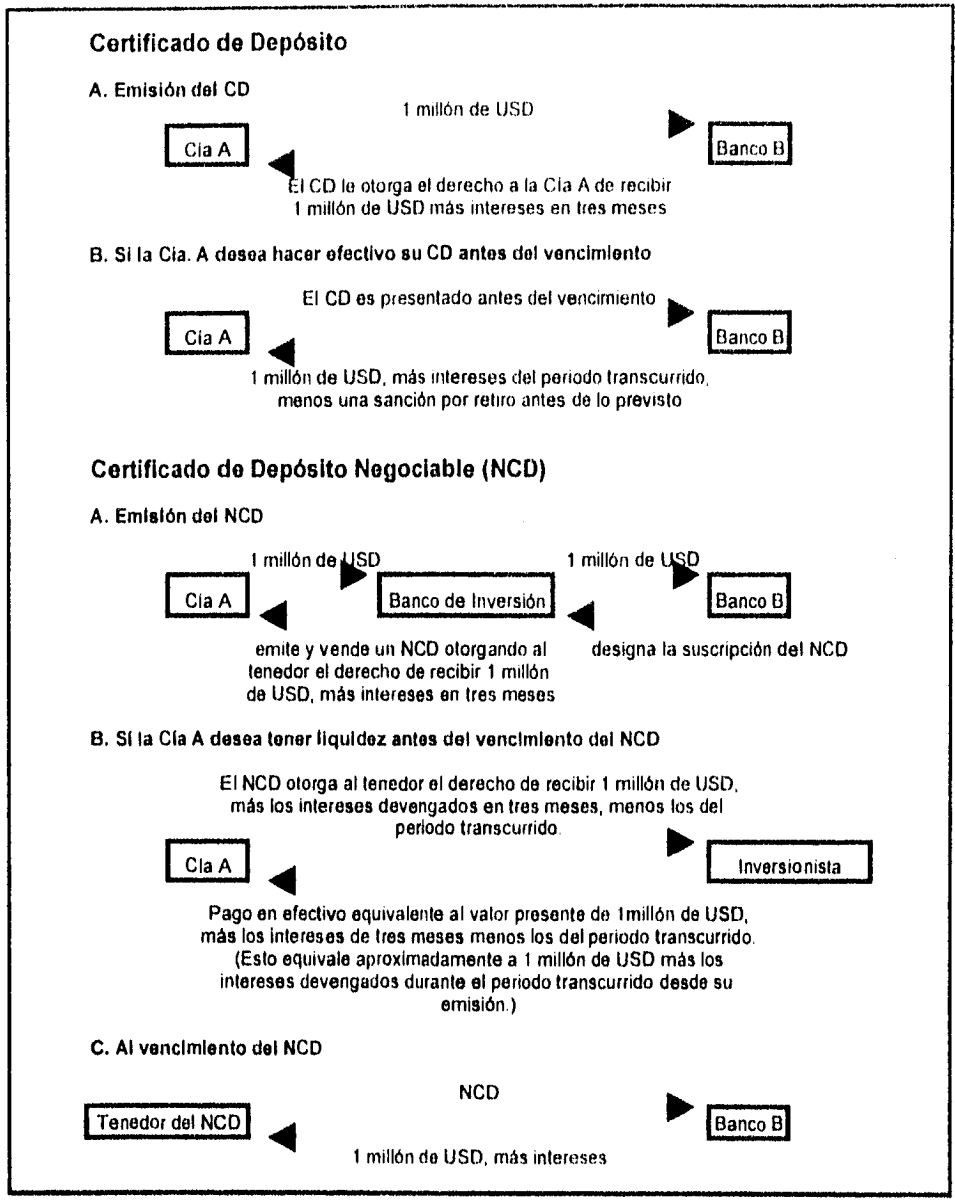 Certificado de Depósito
A. Emisión del CD
1 millón de USD
Cía A
Banco B
El CD le otorga el derecho a la Cía A de recibir
1 millón de USD más intereses en tres meses
B. Si la Cía. A desea hacer efectivo su CD antes del vencimiento
El CD es presentado antes del vencimiento
Cía A
Banco B
1 millón de USD, más intereses del periodo transcurrido,
menos una sanción por retiro antes de lo previsto
Certificado de Depósito Negociable (NCD)
A. Emisión del NCD
1 millón de USD
1 millón de USD
Cía A
Banco de Inversión
Banco B
emite y vende un NCD otorgando al
tenedor el derecho de recibir 1 millón
de USD, más intereses en tres meses
designa la suscripción del NCD
B. Sí la Cía A desea tener liquidez antes del vencimiento del NCD
El NCD otorga al tenedor el derecho de recibir 1 millón de USD,
más los intereses devengados en tres meses, menos los del
periodo transcurrido.
Cía A
Inversionista
Pago en efectivo equivalente al valor presente de 1millón de USD,
más los intereses de tres meses menos los del periodo transcurrido.
(Esto equivale aproximadamente a 1 millón de USD más los
intereses devengados durante el periodo transcurrido desde su
emisión.)
C. Al vencimiento del NCD
NCD
Tenedor del NCD
Banco B
1 millón de USD, más intereses